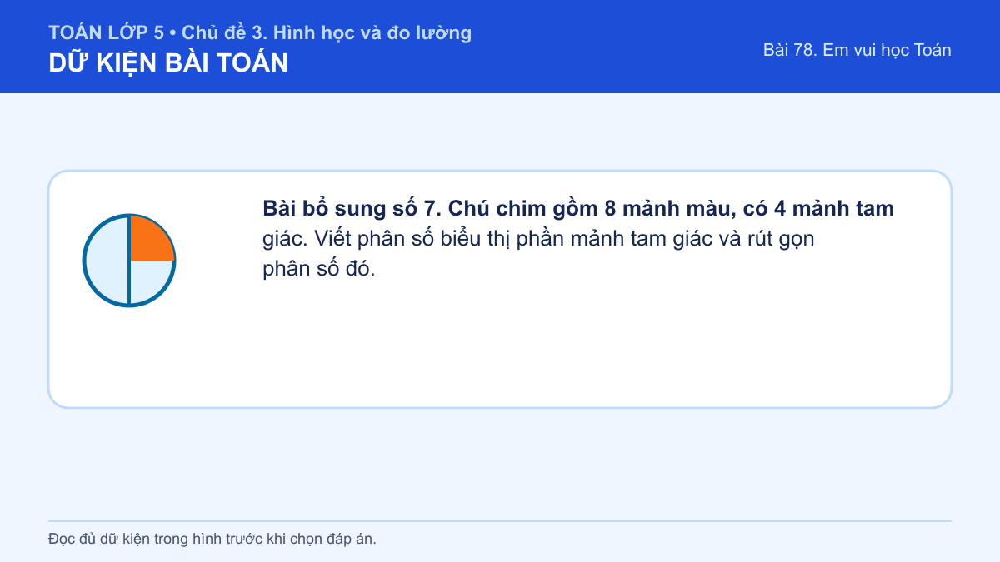 TOÁN LỚP 5 • Chủ đề 3. Hình học và đo lường
DỮ KIỆN BÀI TOÁN
Bài 78. Em vui học Toán
Bài bổ sung số 7. Chú chim gồm 8 mảnh màu, có 4 mảnh tam
giác. Viết phân số biểu thị phần mảnh tam giác và rút gọn
phân số đó.
Đọc đủ dữ kiện trong hình trước khi chọn đáp án.